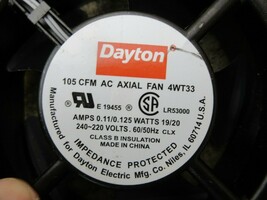 Dayton
105 CFM AC AXIAL FAN 4WT33
E 19455 LR53000
AMPS 0.11/0.125 WATTS 19/20
240~220 VOLTS. 60/50Hz CLX
CLASS B INSULATION
MADE IN CHINA
IMPEDANCE PROTECTED
Manufactured for Dayton Electric Mfg. Co. Niles, IL 60714 U.S.A.